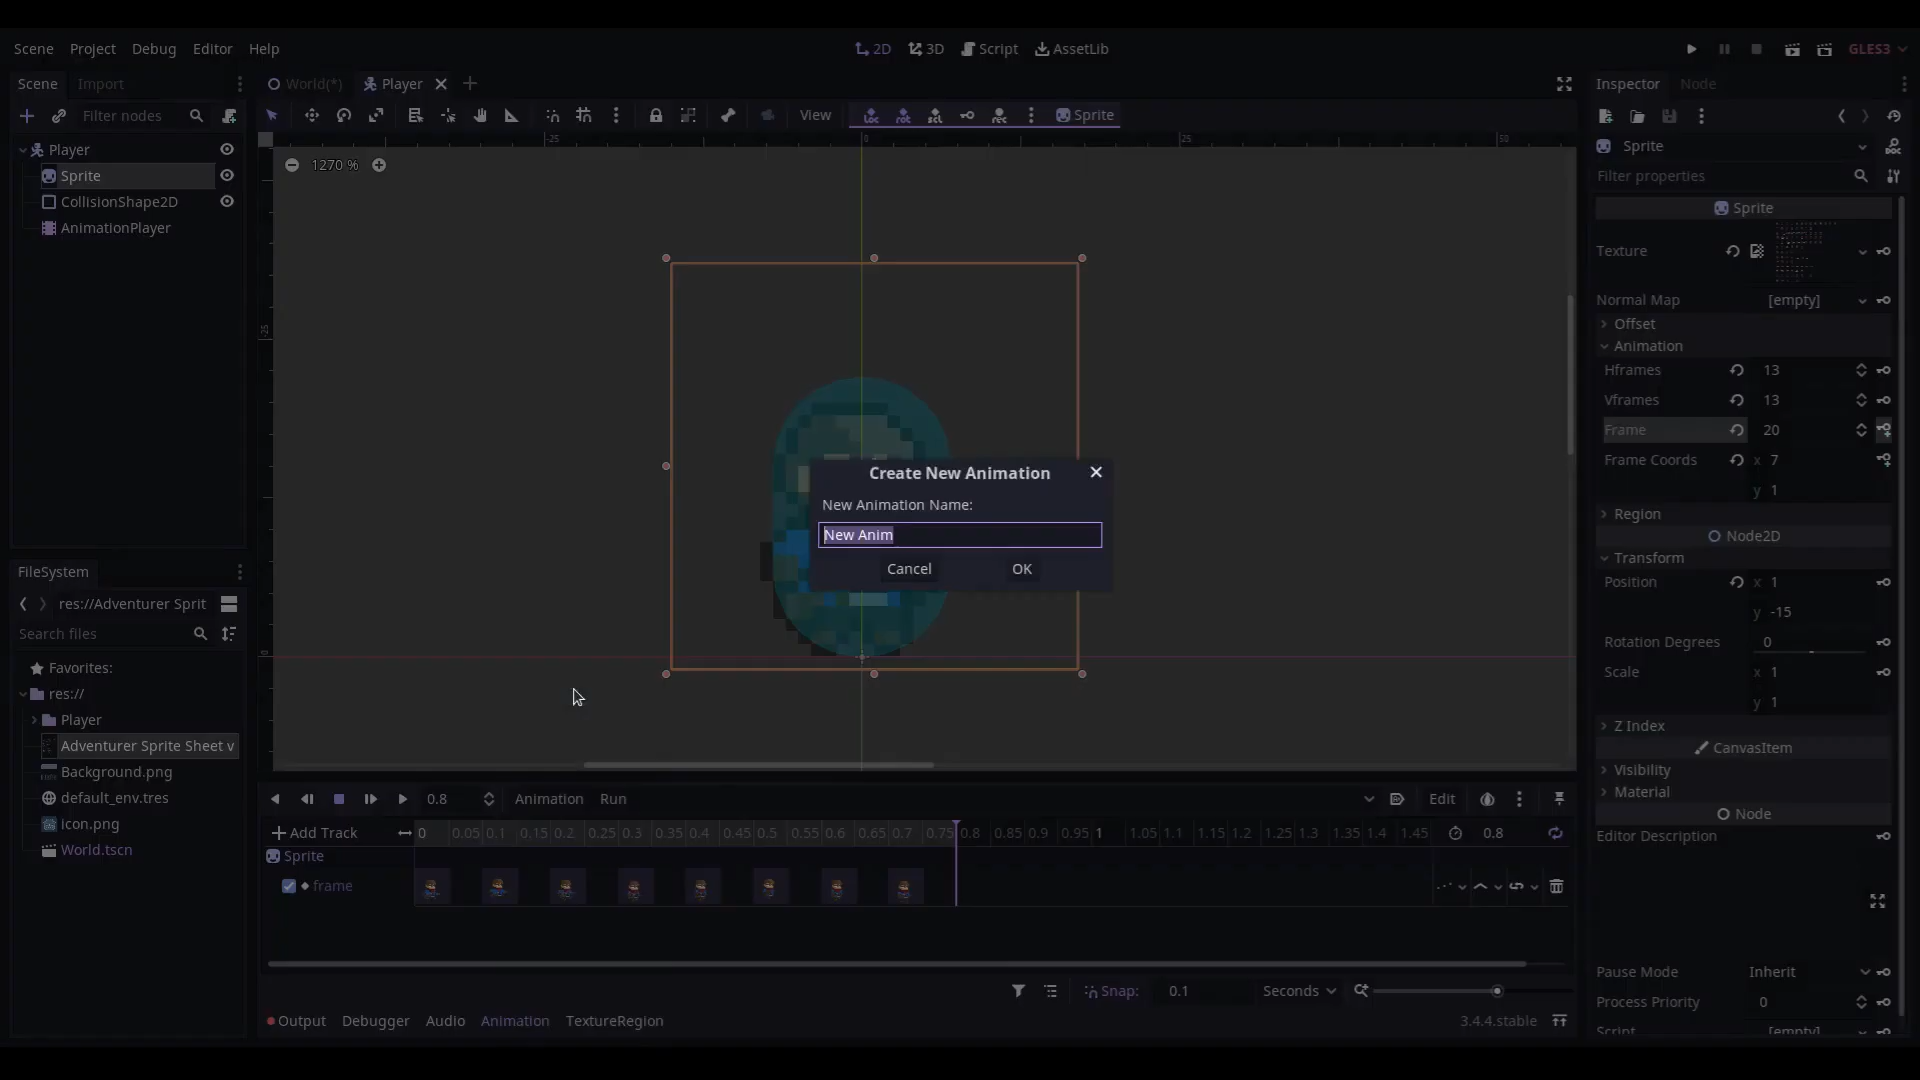 Scene Project Debug Editor Help
2D 3D Script AssetLib
GLES3
Scene Import
World(*) Player
Inspector Node
Filter nodes
View
Sprite
Player
Sprite
CollisionShape2D
AnimationPlayer
-25 0 25 50
1270 %
-25
0
Create New Animation
New Animation Name:
New Anim
Cancel OK
Sprite
Filter properties
Sprite
Texture
Normal Map [empty]
Offset
Animation
Hframes 13
Vframes 13
Frame 20
Frame Coords x 7
y 1
Region
Node2D
Transform
Position x 1
y -15
Rotation Degrees 0
Scale x 1
y 1
Z Index
CanvasItem
Visibility
Material
Node
Editor Description
Pause Mode Inherit
Process Priority 0
Script [empty]
FileSystem
res://Adventurer Sprit
Search files
Favorites:
res://
Player
Adventurer Sprite Sheet v
Background.png
default_env.tres
icon.png
World.tscn
0.8 Animation Run Edit
Add Track 0 0.05 0.1 0.15 0.2 0.25 0.3 0.35 0.4 0.45 0.5 0.55 0.6 0.65 0.7 0.75 0.8 0.85 0.9 0.95 1 1.05 1.1 1.15 1.2 1.25 1.3 1.35 1.4 1.45 0.8
Sprite
frame
Snap: 0.1 Seconds
Output Debugger Audio Animation TextureRegion 3.4.4.stable